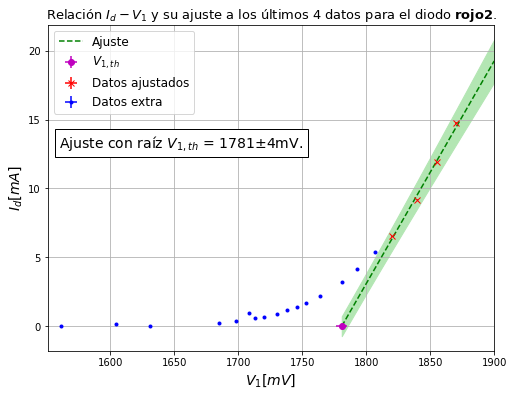 Relación I_d − V_1 y su ajuste a los últimos 4 datos para el diodo rojo2.
Ajuste
V_{1,th}
Datos ajustados
Datos extra
Ajuste con raíz V_{1,th} = 1781±4mV.
I_d[mA]
20
15
10
5
0
1600
1650
1700
1750
1800
1850
1900
V_1[mV]